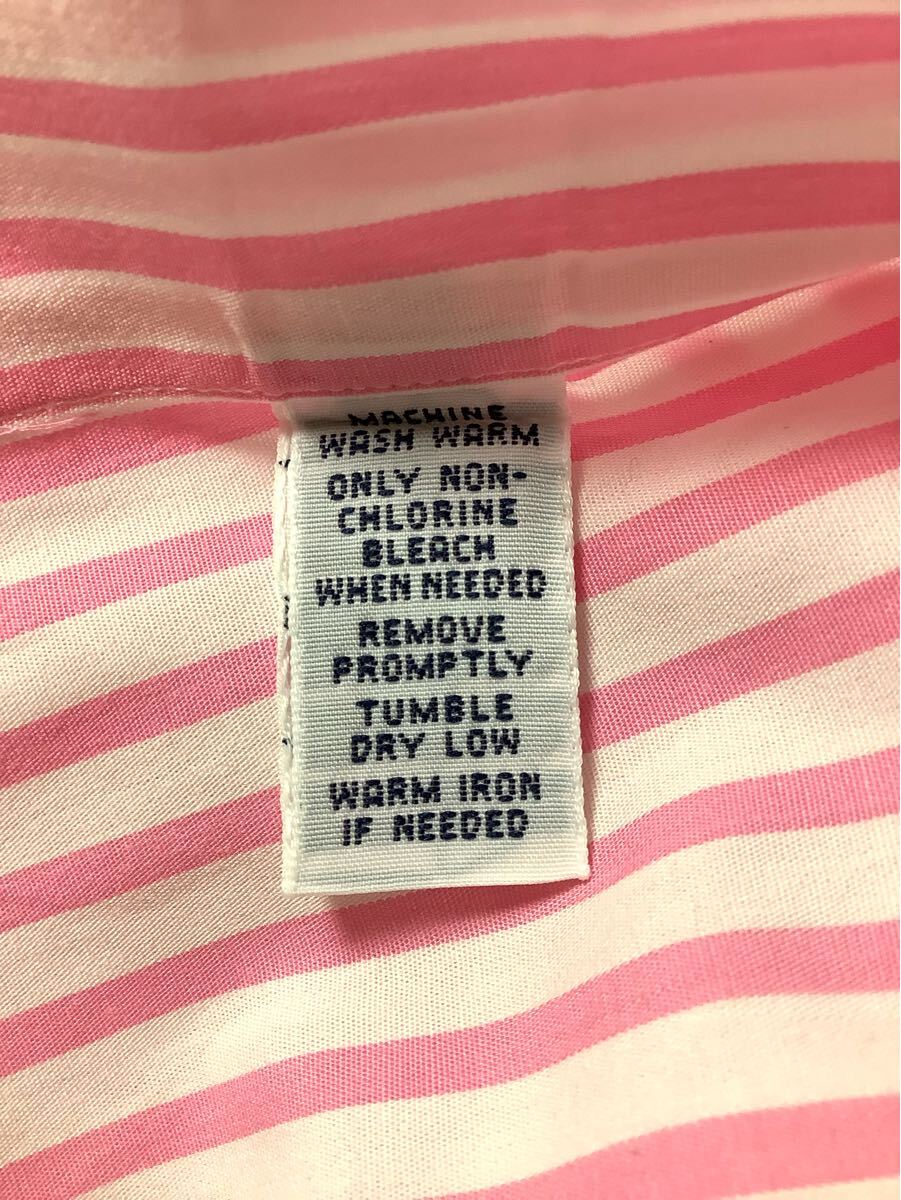 MACHINE
WASH WARM
ONLY NON-
CHLORINE
BLEACH
WHEN NEEDED
REMOVE
PROMPTLY
TUMBLE
DRY LOW
WARM IRON
IF NEEDED